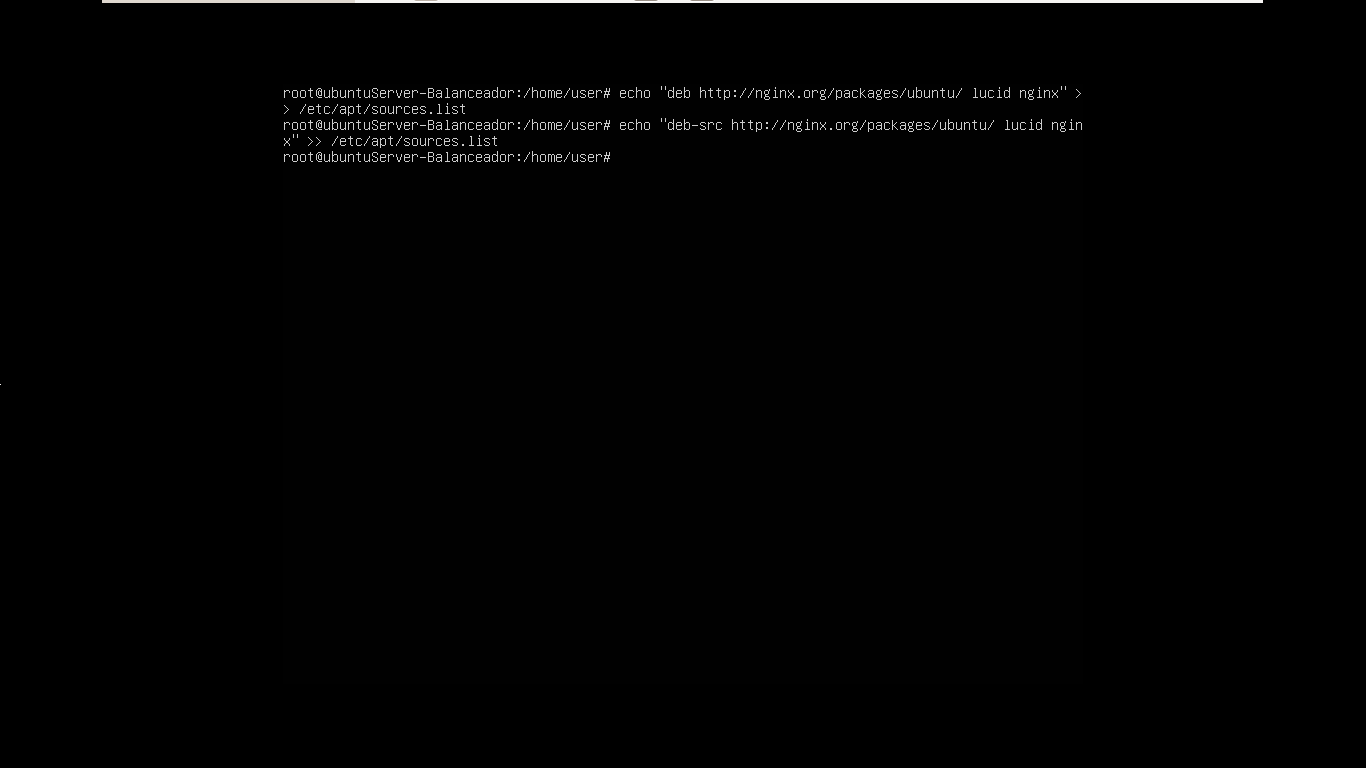 root@ubuntuServer-Balanceador:/home/user# echo "deb http://nginx.org/packages/ubuntu/ lucid nginx" >
> /etc/apt/sources.list
root@ubuntuServer-Balanceador:/home/user# echo "deb-src http://nginx.org/packages/ubuntu/ lucid ngin
x" >> /etc/apt/sources.list
root@ubuntuServer-Balanceador:/home/user#